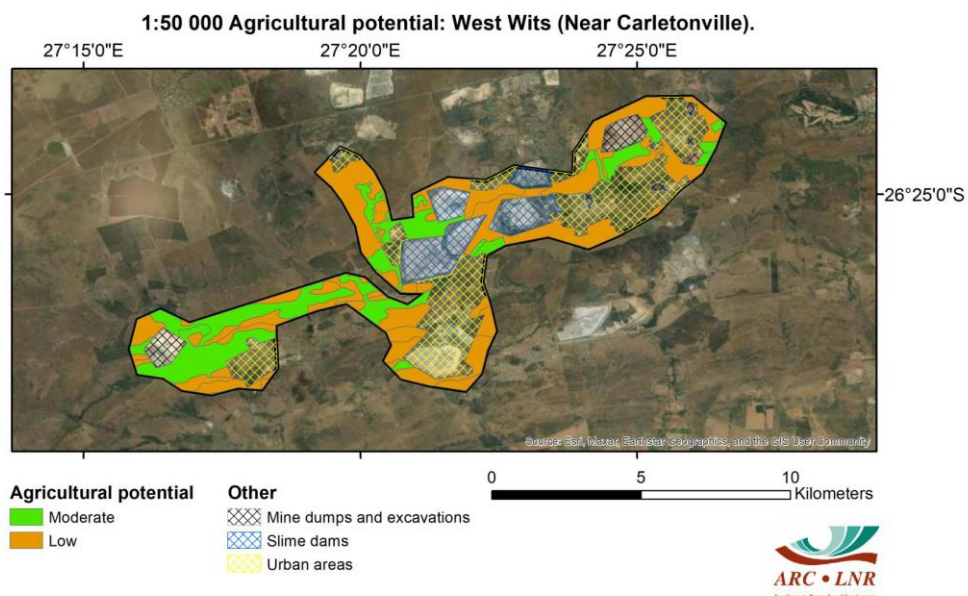 1:50 000 Agricultural potential: West Wits (Near Carletonville).
27°15'0"E 27°20'0"E 27°25'0"E
26°25'0"S
Source: Esri, Maxar, Earthstar Geographics, and the GIS User Community
0 5 10
Kilometers
Agricultural potential
Moderate
Low
Other
Mine dumps and excavations
Slime dams
Urban areas
ARC • LNR